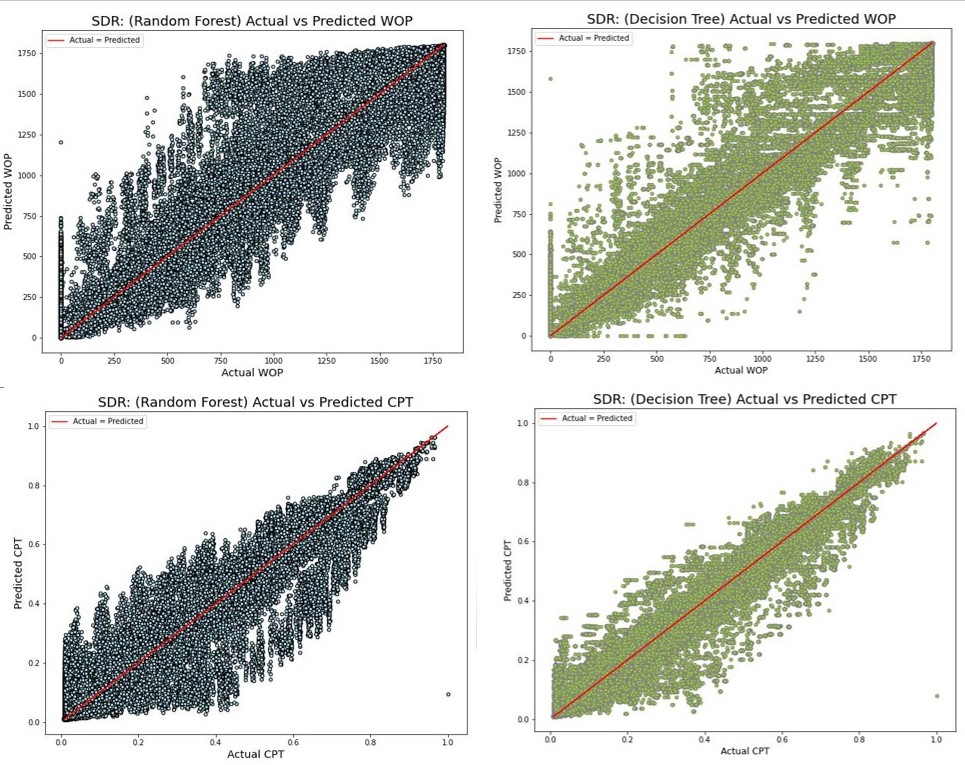 SDR: (Random Forest) Actual vs Predicted WOP
Actual = Predicted
Predicted WOP
1750
1500
1250
1000
750
500
250
0
0 250 500 750 1000 1250 1500 1750
Actual WOP
SDR: (Decision Tree) Actual vs Predicted WOP
Actual = Predicted
Predicted WOP
1750
1500
1250
1000
750
500
250
0
0 250 500 750 1000 1250 1500 1750
Actual WOP
SDR: (Random Forest) Actual vs Predicted CPT
Actual = Predicted
Predicted CPT
1.0
0.8
0.6
0.4
0.2
0.0
0.0 0.2 0.4 0.6 0.8 1.0
Actual CPT
SDR: (Decision Tree) Actual vs Predicted CPT
Actual = Predicted
Predicted CPT
1.0
0.8
0.6
0.4
0.2
0.0
0.0 0.2 0.4 0.6 0.8 1.0
Actual CPT